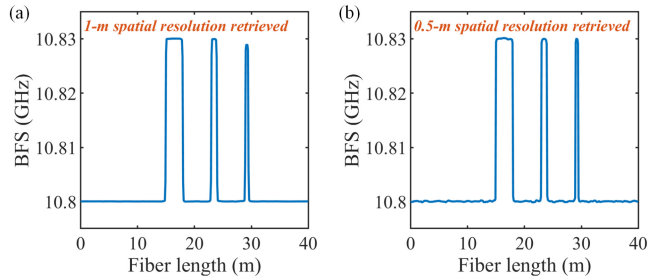 (a)
1-m spatial resolution retrieved
10.83
10.82
10.81
10.8
BFS (GHz)
0 10 20 30 40
Fiber length (m)
(b)
0.5-m spatial resolution retrieved
10.83
10.82
10.81
10.8
BFS (GHz)
0 10 20 30 40
Fiber length (m)